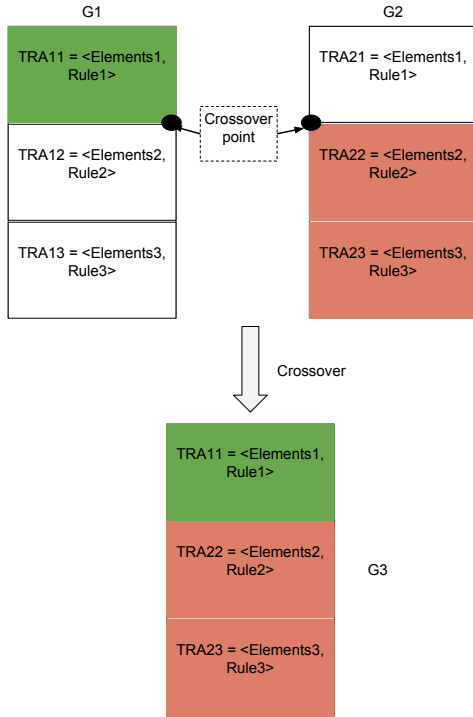 G1
G2
TRA11 = <Elements1,
Rule1>
TRA21 = <Elements1,
Rule1>
Crossover
point
TRA12 = <Elements2,
Rule2>
TRA22 = <Elements2,
Rule2>
TRA13 = <Elements3,
Rule3>
TRA23 = <Elements3,
Rule3>
Crossover
TRA11 = <Elements1,
Rule1>
TRA22 = <Elements2,
Rule2>
G3
TRA23 = <Elements3,
Rule3>